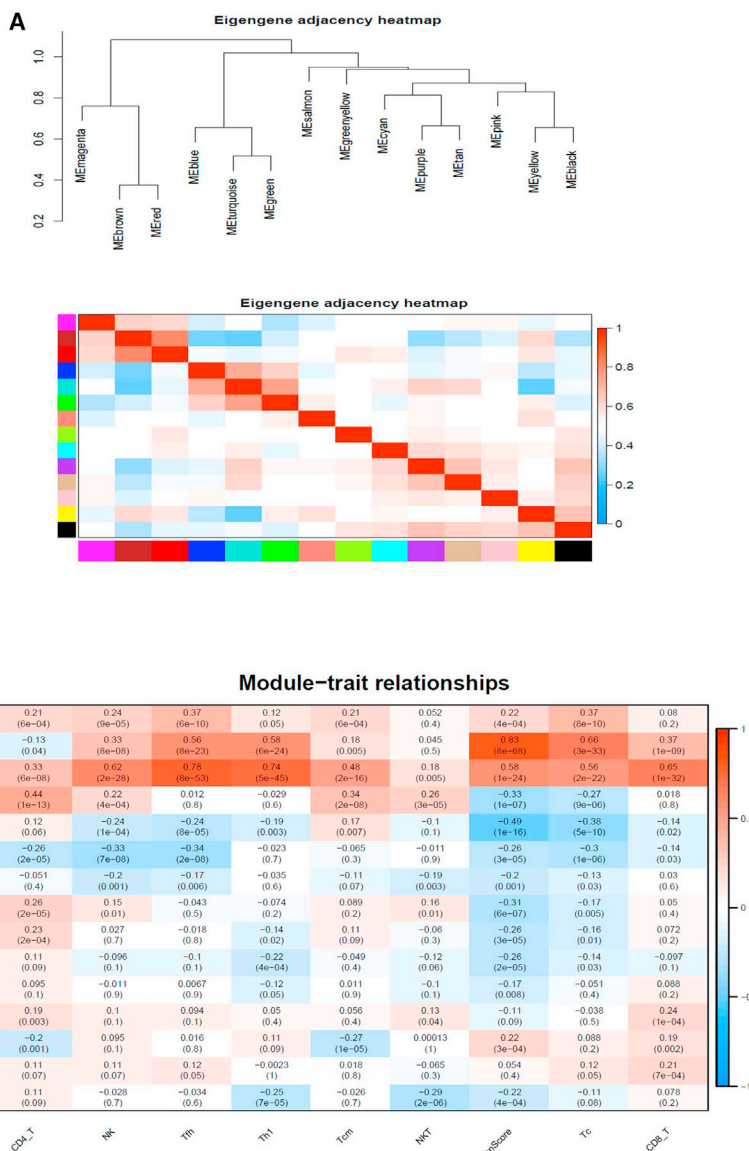 A
Eigengene adjacency heatmap
1.0
0.8
0.6
0.4
0.2
MEmagenta
MEbrown
MEred
MEblue
MEturquoise
MEgreen
MEsalmon
MEgreenyellow
MEcyan
MEpurple
MEtan
MEpink
MEyellow
MEblack
Eigengene adjacency heatmap
1
0.8
0.6
0.4
0.2
0
Module−trait relationships
0.21 0.24 0.37 0.12 0.21 0.052 0.22 0.37 0.08
(6e−04) (9e−05) (6e−10) (0.05) (6e−04) (0.4) (4e−04) (8e−10) (0.2)
−0.13 0.33 0.56 0.58 0.18 0.045 0.83 0.66 0.37
(0.04) (8e−08) (8e−23) (6e−24) (0.005) (0.5) (8e−68) (3e−33) (1e−09)
0.33 0.62 0.78 0.74 0.48 0.18 0.58 0.56 0.65
(6e−08) (2e−28) (8e−53) (5e−45) (2e−16) (0.005) (1e−24) (2e−22) (1e−32)
0.44 0.22 0.012 −0.029 0.34 0.26 −0.33 −0.27 0.018
(1e−13) (4e−04) (0.8) (0.6) (2e−08) (3e−05) (1e−07) (9e−06) (0.8)
0.12 −0.24 −0.24 −0.19 0.17 −0.1 −0.49 −0.38 −0.14
(0.06) (1e−04) (8e−05) (0.003) (0.007) (0.1) (1e−16) (5e−10) (0.02)
−0.26 −0.33 −0.34 −0.023 −0.065 −0.011 −0.26 −0.3 −0.14
(2e−05) (7e−08) (2e−08) (0.7) (0.3) (0.9) (3e−05) (1e−06) (0.03)
−0.051 −0.2 −0.17 −0.035 −0.11 −0.19 −0.2 −0.13 0.03
(0.4) (0.001) (0.006) (0.6) (0.07) (0.003) (0.001) (0.03) (0.6)
0.26 0.15 −0.043 −0.074 0.089 0.16 −0.31 −0.17 0.05
(2e−05) (0.01) (0.5) (0.2) (0.2) (0.01) (6e−07) (0.005) (0.4)
0.23 0.027 −0.018 −0.14 0.11 −0.06 −0.26 −0.16 0.072
(2e−04) (0.7) (0.8) (0.02) (0.09) (0.3) (3e−05) (0.01) (0.2)
0.11 −0.096 −0.1 −0.22 −0.049 −0.12 −0.26 −0.14 −0.097
(0.09) (0.1) (0.1) (4e−04) (0.4) (0.06) (2e−05) (0.03) (0.1)
0.095 −0.011 0.0067 −0.12 0.011 −0.1 −0.17 −0.051 0.088
(0.1) (0.9) (0.9) (0.05) (0.9) (0.1) (0.008) (0.4) (0.2)
0.19 0.1 0.094 0.05 0.056 0.13 −0.11 −0.038 0.24
(0.003) (0.1) (0.1) (0.4) (0.4) (0.04) (0.09) (0.5) (1e−04)
−0.2 0.095 0.016 0.11 −0.27 0.00013 0.22 0.088 0.19
(0.001) (0.1) (0.8) (0.09) (1e−05) (1) (3e−04) (0.2) (0.002)
0.11 0.11 0.12 −0.0023 0.018 −0.065 0.054 0.12 0.21
(0.07) (0.07) (0.05) (1) (0.8) (0.3) (0.4) (0.05) (7e−04)
0.11 −0.028 −0.034 −0.25 −0.026 −0.29 −0.22 −0.11 0.078
(0.09) (0.7) (0.6) (7e−05) (0.7) (2e−06) (4e−04) (0.08) (0.2)
1
0.5
0
−0
−1
CD4_T
NK
Tfh
Th1
Tcm
NKT
nScore
Tc
CD8_T